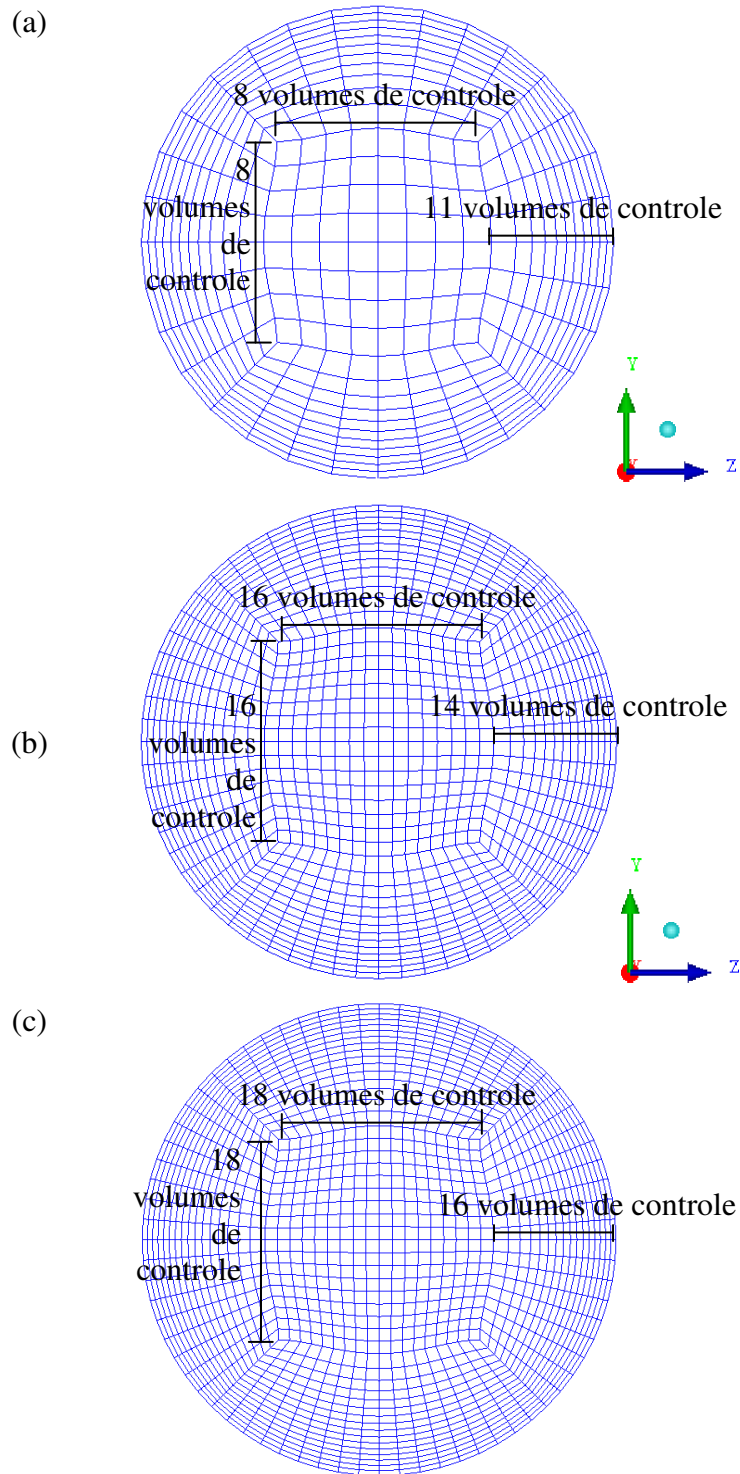 (a)
8 volumes de controle
8
volumes
de
controle
11 volumes de controle
Y
X
Z
(b)
16 volumes de controle
16
volumes
de
controle
14 volumes de controle
Y
X
Z
(c)
18 volumes de controle
18
volumes
de
controle
16 volumes de controle